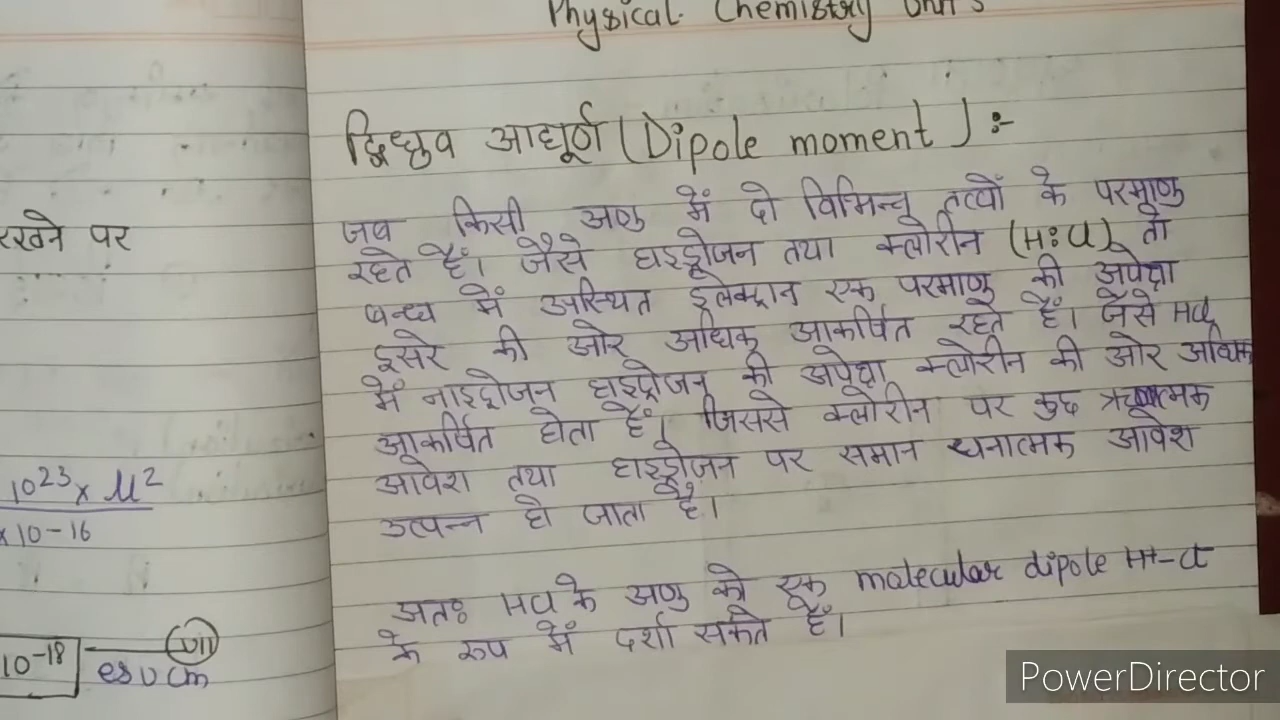 रखने पर
10²³ x μ²
x 10-16
10⁻¹⁸
VII
esu cm
Physical Chemistry Unit
द्विध्रुव आघूर्ण (Dipole moment) :-
जब किसी अणु में दो विभिन्न तत्वों के परमाणु
रहते हैं। जैसे हाइड्रोजन तथा क्लोरीन (H:Cl) तो
बन्ध में उपस्थित इलेक्ट्रान एक परमाणु की अपेक्षा
दूसरे की ओर अधिक आकर्षित रहते हैं। जैसे HCl
में नाइट्रोजन हाइड्रोजन की अपेक्षा क्लोरीन की ओर अधिक
आकर्षित होता है। जिससे क्लोरीन पर कुछ ऋणात्मक
आवेश तथा हाइड्रोजन पर समान धनात्मक आवेश
उत्पन्न हो जाता है।
अतः HCl के अणु को एक malecular dipole H+-Cl
के रूप में दर्शा सकते हैं।
PowerDirector